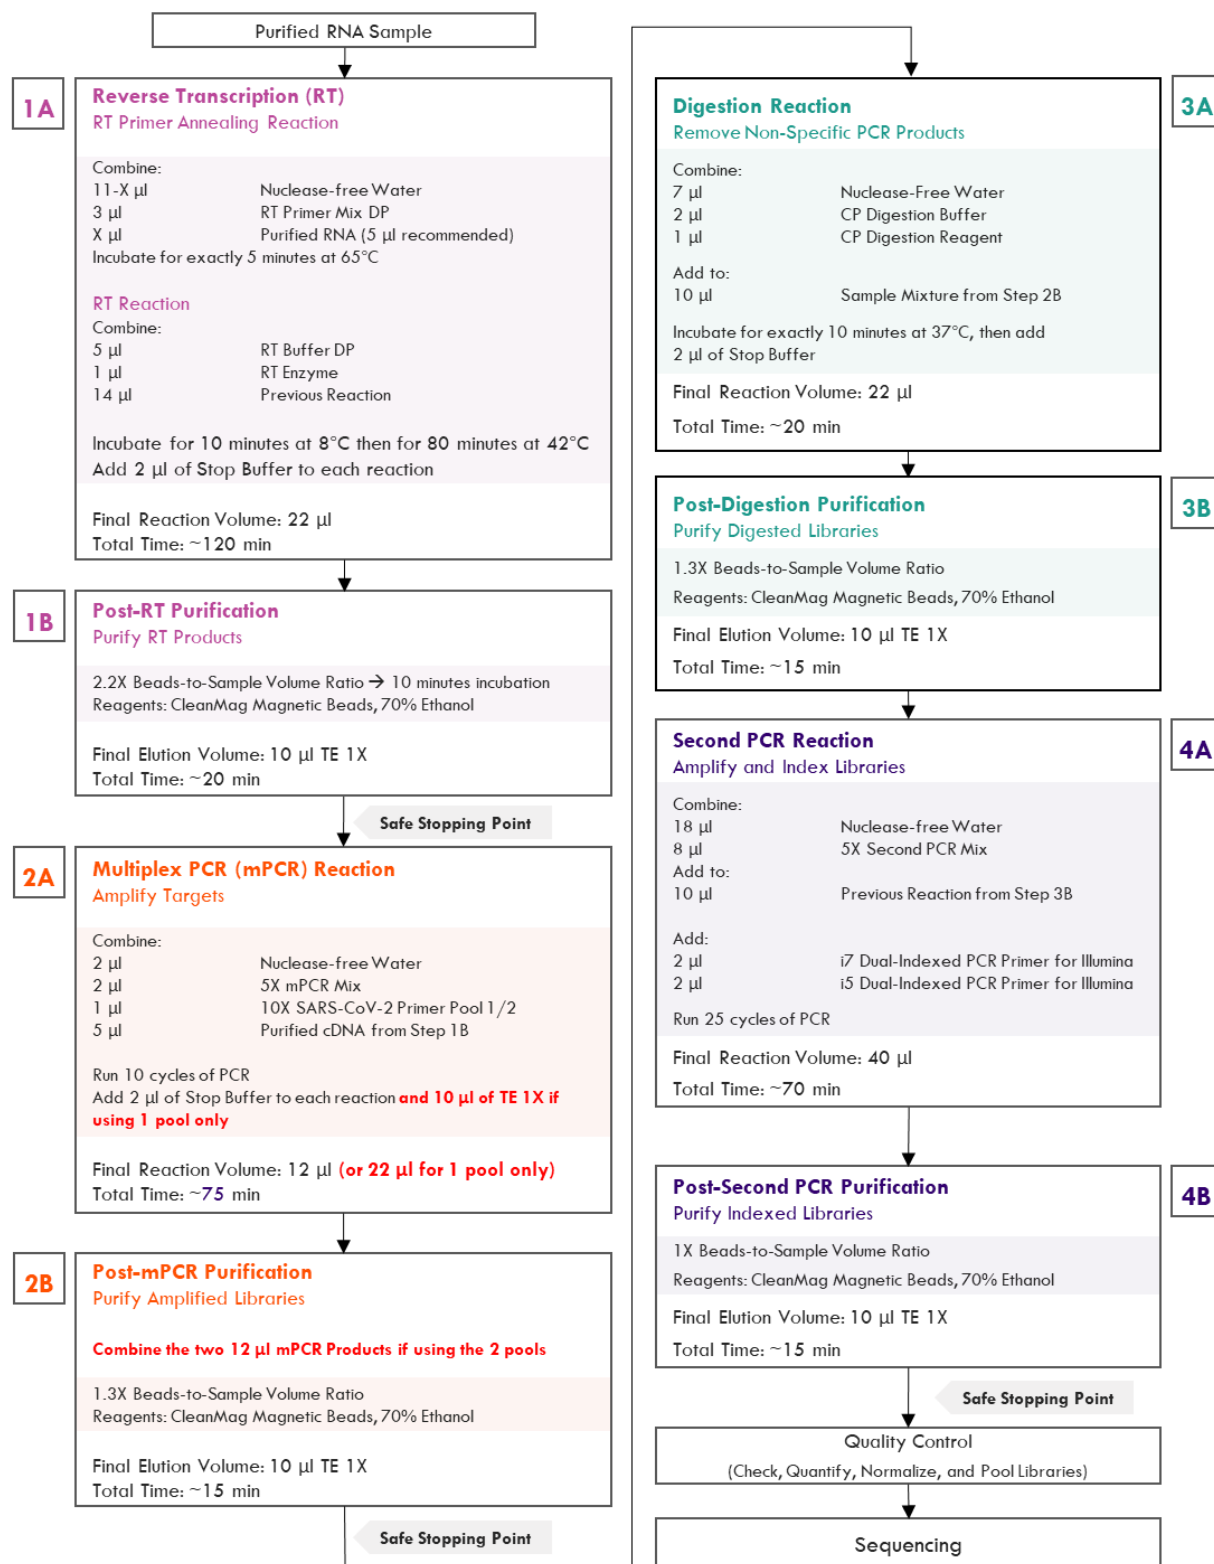 Purified RNA Sample
1A
Reverse Transcription (RT)
RT Primer Annealing Reaction
Combine:
11-X µl Nuclease-free Water
3 µl RT Primer Mix DP
X µl Purified RNA (5 µl recommended)
Incubate for exactly 5 minutes at 65°C
RT Reaction
Combine:
5 µl RT Buffer DP
1 µl RT Enzyme
14 µl Previous Reaction
Incubate for 10 minutes at 8°C then for 80 minutes at 42°C
Add 2 µl of Stop Buffer to each reaction
Final Reaction Volume: 22 µl
Total Time: ~120 min
1B
Post-RT Purification
Purify RT Products
2.2X Beads-to-Sample Volume Ratio → 10 minutes incubation
Reagents: CleanMag Magnetic Beads, 70% Ethanol
Final Elution Volume: 10 µl TE 1X
Total Time: ~20 min
Safe Stopping Point
2A
Multiplex PCR (mPCR) Reaction
Amplify Targets
Combine:
2 µl Nuclease-free Water
2 µl 5X mPCR Mix
1 µl 10X SARS-CoV-2 Primer Pool 1/2
5 µl Purified cDNA from Step 1B
Run 10 cycles of PCR
Add 2 µl of Stop Buffer to each reaction and 10 µl of TE 1X if
using 1 pool only
Final Reaction Volume: 12 µl (or 22 µl for 1 pool only)
Total Time: ~75 min
2B
Post-mPCR Purification
Purify Amplified Libraries
Combine the two 12 µl mPCR Products if using the 2 pools
1.3X Beads-to-Sample Volume Ratio
Reagents: CleanMag Magnetic Beads, 70% Ethanol
Final Elution Volume: 10 µl TE 1X
Total Time: ~15 min
Safe Stopping Point
3A
Digestion Reaction
Remove Non-Specific PCR Products
Combine:
7 µl Nuclease-Free Water
2 µl CP Digestion Buffer
1 µl CP Digestion Reagent
Add to:
10 µl Sample Mixture from Step 2B
Incubate for exactly 10 minutes at 37°C, then add
2 µl of Stop Buffer
Final Reaction Volume: 22 µl
Total Time: ~20 min
3B
Post-Digestion Purification
Purify Digested Libraries
1.3X Beads-to-Sample Volume Ratio
Reagents: CleanMag Magnetic Beads, 70% Ethanol
Final Elution Volume: 10 µl TE 1X
Total Time: ~15 min
4A
Second PCR Reaction
Amplify and Index Libraries
Combine:
18 µl Nuclease-free Water
8 µl 5X Second PCR Mix
Add to:
10 µl Previous Reaction from Step 3B
Add:
2 µl i7 Dual-Indexed PCR Primer for Illumina
2 µl i5 Dual-Indexed PCR Primer for Illumina
Run 25 cycles of PCR
Final Reaction Volume: 40 µl
Total Time: ~70 min
4B
Post-Second PCR Purification
Purify Indexed Libraries
1X Beads-to-Sample Volume Ratio
Reagents: CleanMag Magnetic Beads, 70% Ethanol
Final Elution Volume: 10 µl TE 1X
Total Time: ~15 min
Safe Stopping Point
Quality Control
(Check, Quantify, Normalize, and Pool Libraries)
Sequencing